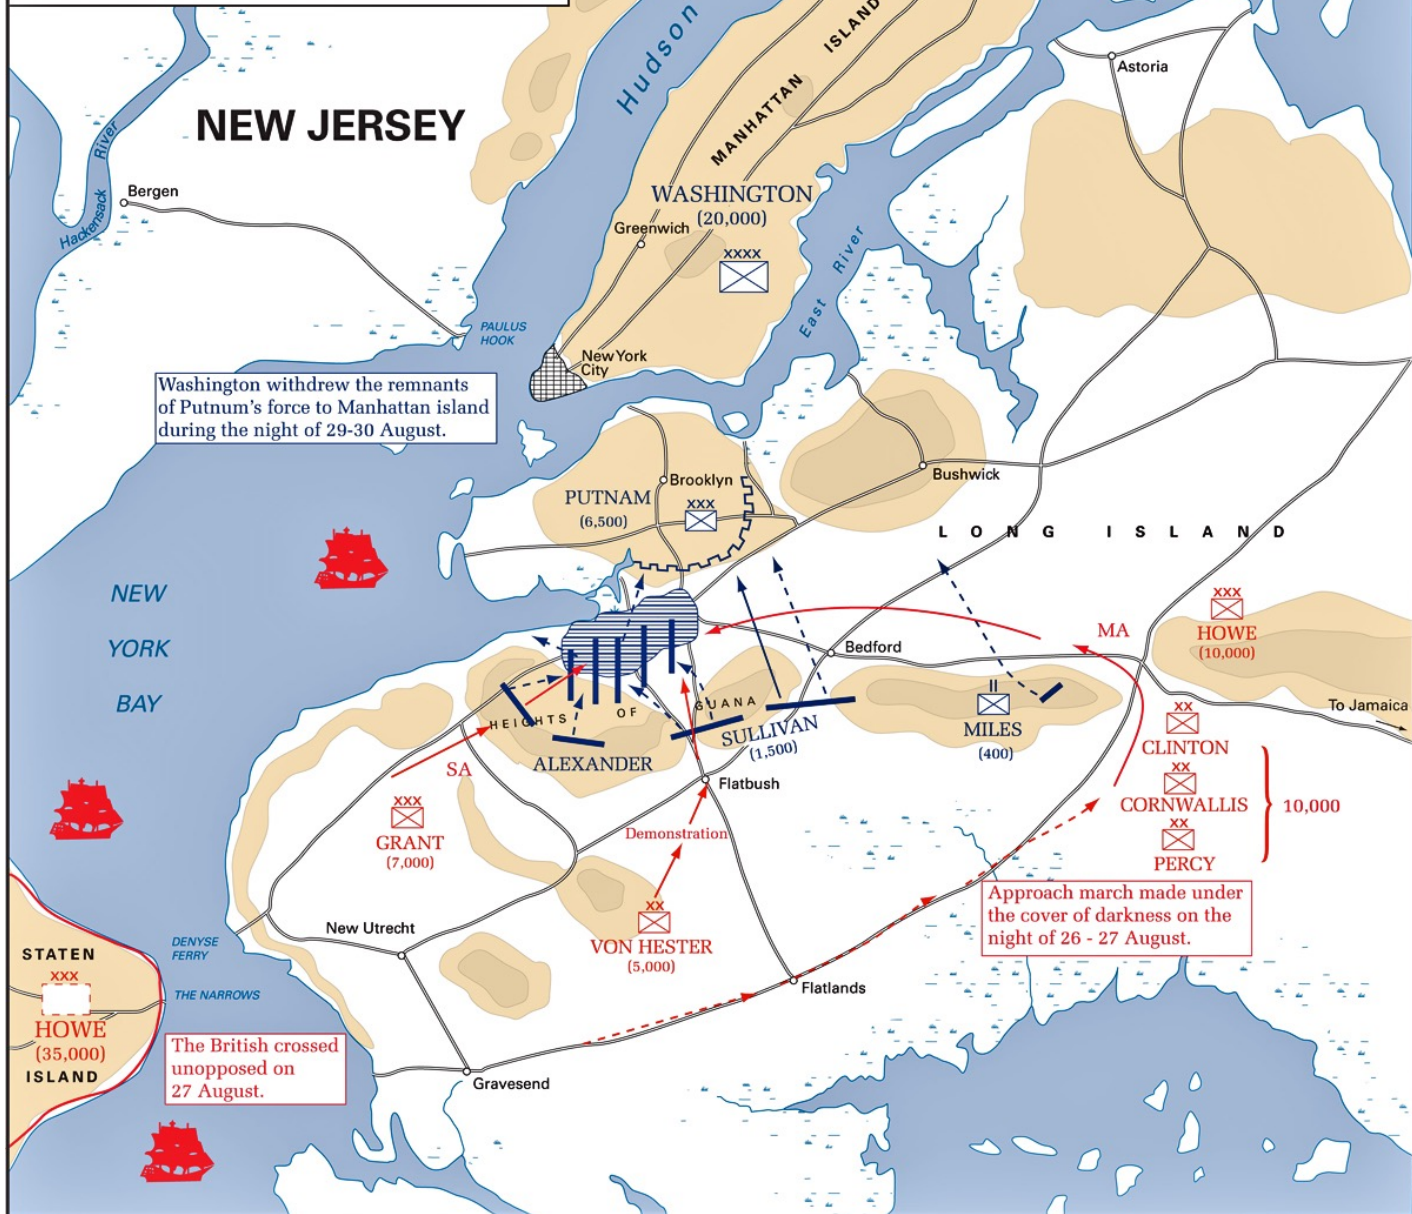 Hudson
MANHATTAN ISLAND
Astoria
NEW JERSEY
Hackensack River
Bergen
WASHINGTON
(20,000)
XXXX
Greenwich
East River
PAULUS
HOOK
New York
City
Washington withdrew the remnants
of Putnum's force to Manhattan island
during the night of 29-30 August.
Brooklyn
PUTNAM
(6,500)
XXX
Bushwick
LONG ISLAND
NEW
YORK
BAY
XXX
HOWE
(10,000)
MA
Bedford
To Jamaica
HEIGHTS OF GUANA
ALEXANDER
SULLIVAN
(1,500)
II
MILES
(400)
XX
CLINTON
XX
CORNWALLIS
XX
PERCY
10,000
SA
XXX
GRANT
(7,000)
Flatbush
Demonstration
XX
VON HESTER
(5,000)
Approach march made under
the cover of darkness on the
night of 26 - 27 August.
New Utrecht
DENYSE
FERRY
THE NARROWS
STATEN
XXX
HOWE
(35,000)
ISLAND
Flatlands
The British crossed
unopposed on
27 August.
Gravesend